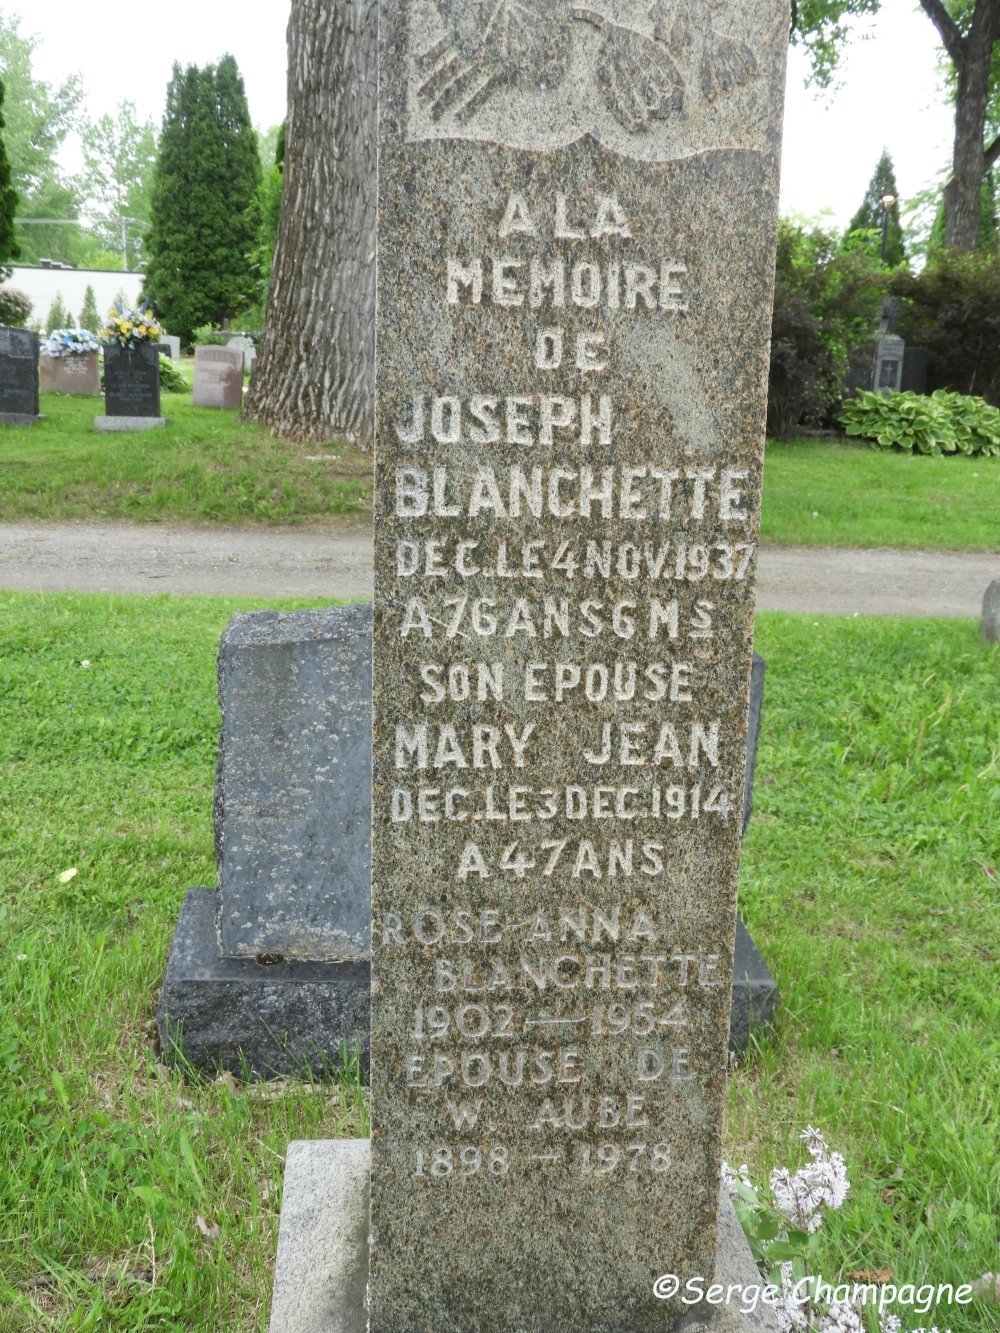 A LA
MEMOIRE
DE
JOSEPH
BLANCHETTE
DEC. LE 4 NOV. 1937
A 76 ANS 6 Ms
SON EPOUSE
MARY JEAN
DEC. LE 3 DEC. 1914
A 47 ANS
ROSE-ANNA
BLANCHETTE
1902 — 1954
EPOUSE DE
W. AUBE
1898 - 1978
©Serge Champagne